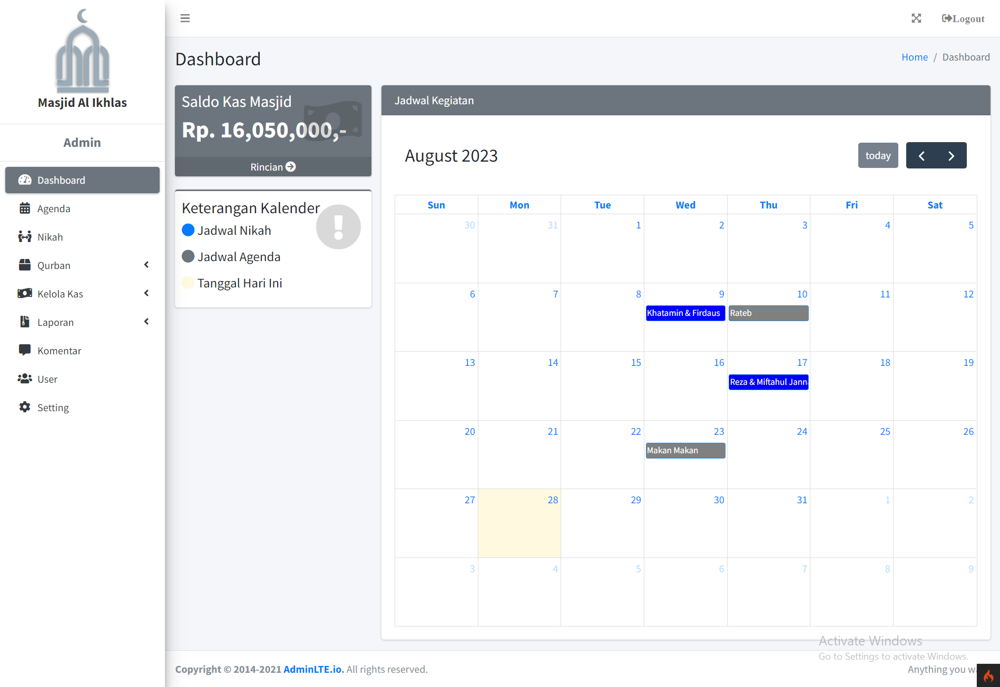 Masjid Al Ikhlas
Admin
Dashboard
Agenda
Nikah
Qurban
Kelola Kas
Laporan
Komentar
User
Setting
Logout
Dashboard
Home / Dashboard
Saldo Kas Masjid
Rp. 16,050,000,-
Rincian
Keterangan Kalender
Jadwal Nikah
Jadwal Agenda
Tanggal Hari Ini
Jadwal Kegiatan
August 2023
today
Sun Mon Tue Wed Thu Fri Sat
30 31 1 2 3 4 5
6 7 8 9 10 11 12
Khatamin & Firdaus Rateb
13 14 15 16 17 18 19
Reza & Miftahul Janna
20 21 22 23 24 25 26
Makan Makan
27 28 29 30 31 1 2
3 4 5 6 7 8 9
Activate Windows
Go to Settings to activate Windows.
Copyright © 2014-2021 AdminLTE.io. All rights reserved.
Anything you